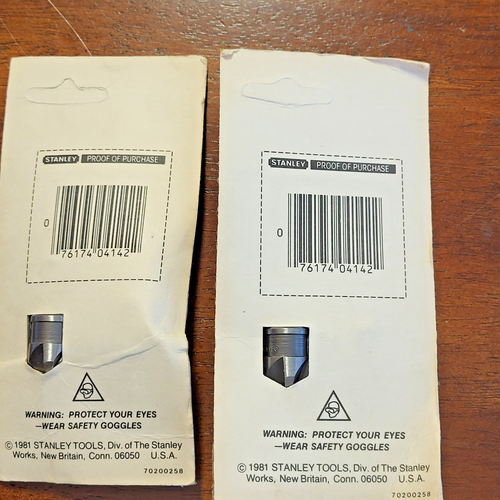 STANLEY PROOF OF PURCHASE
0
76174 04142
WARNING: PROTECT YOUR EYES
—WEAR SAFETY GOGGLES
© 1981 STANLEY TOOLS, Div. of The Stanley
Works, New Britain, Conn. 06050 U.S.A.
70200258
STANLEY PROOF OF PURCHASE
0
76174 04142
WARNING: PROTECT YOUR EYES
—WEAR SAFETY GOGGLES
© 1981 STANLEY TOOLS, Div. of The Stanley
Works, New Britain, Conn. 06050 U.S.A.
70200258